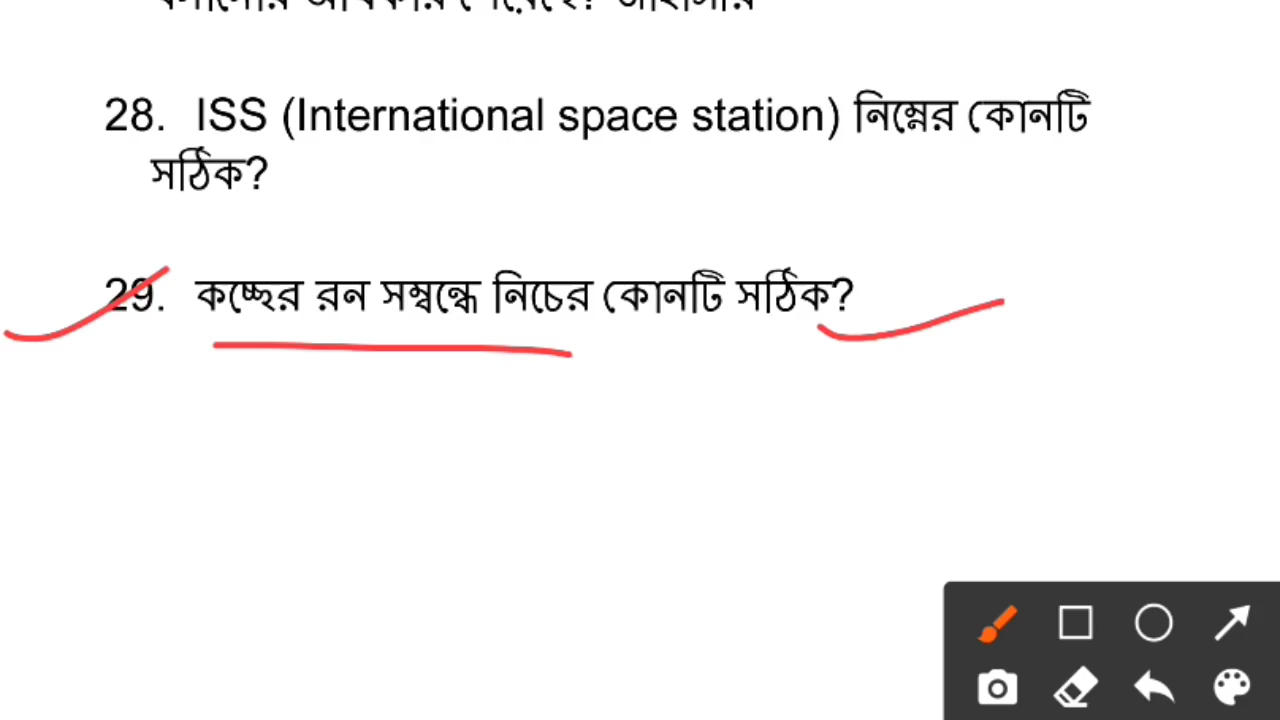 28. ISS (International space station) নিম্নের কোনটি
সঠিক?
29. কচ্ছের রন সম্বন্ধে নিচের কোনটি সঠিক?